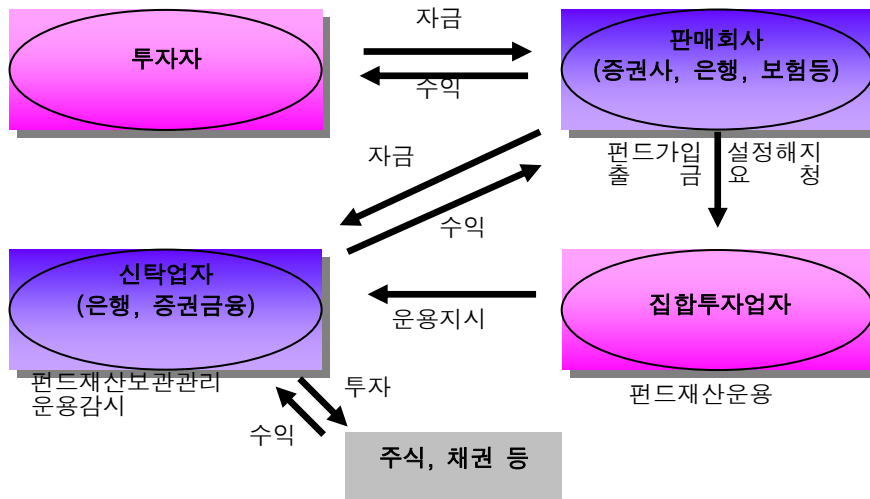 자금
투자자
판매회사
(증권사, 은행, 보험등)
수익
자금
펀드가입 설정해지
출 금 요 청
수익
신탁업자
(은행, 증권금융)
집합투자업자
운용지시
펀드재산보관관리
운용감시
투자
펀드재산운용
수익
주식, 채권 등